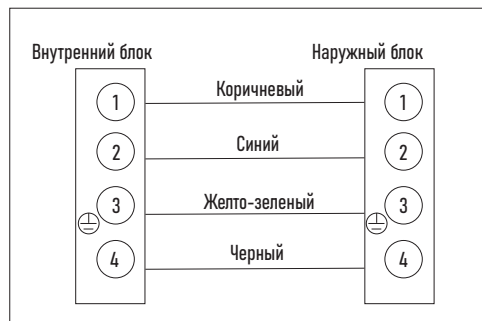 Внутренний блок Наружный блок
1 Коричневый 1
2 Синий 2
3 Желто-зеленый 3
4 Черный 4